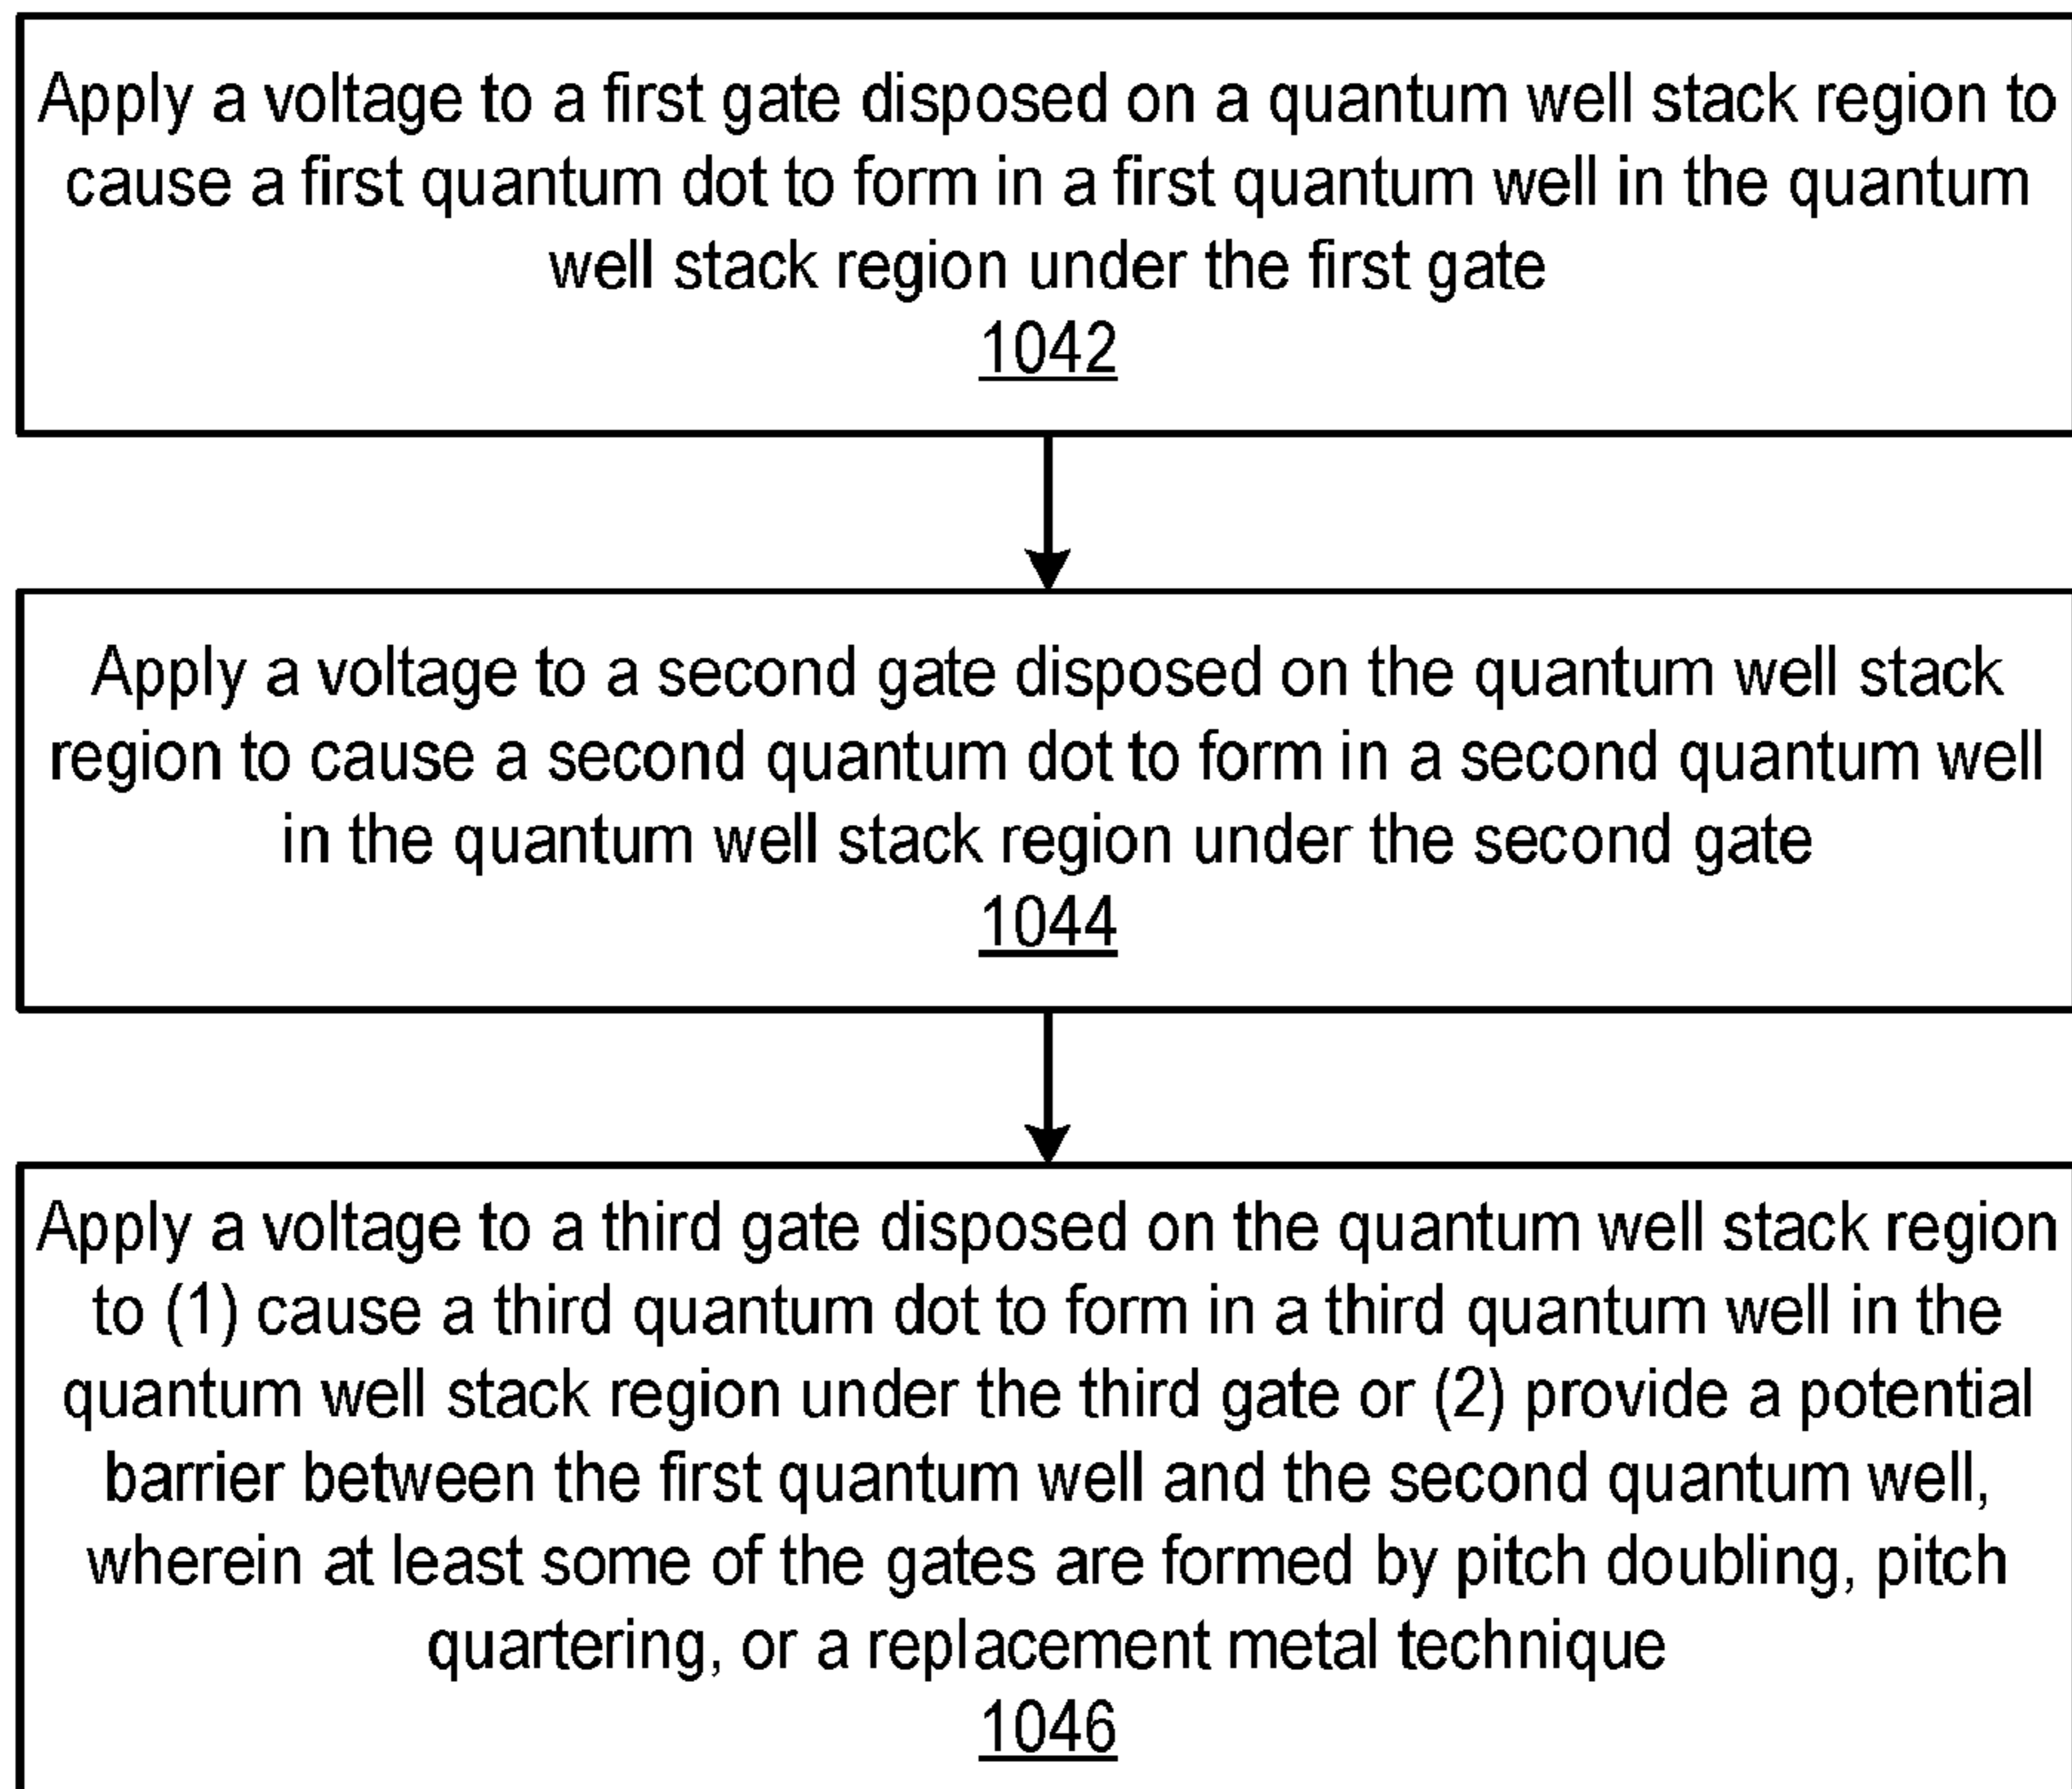 Apply a voltage to a first gate disposed on a quantum well stack region to
cause a first quantum dot to form in a first quantum well in the quantum
well stack region under the first gate
1042
Apply a voltage to a second gate disposed on the quantum well stack
region to cause a second quantum dot to form in a second quantum well
in the quantum well stack region under the second gate
1044
Apply a voltage to a third gate disposed on the quantum well stack region
to (1) cause a third quantum dot to form in a third quantum well in the
quantum well stack region under the third gate or (2) provide a potential
barrier between the first quantum well and the second quantum well,
wherein at least some of the gates are formed by pitch doubling, pitch
quartering, or a replacement metal technique
1046